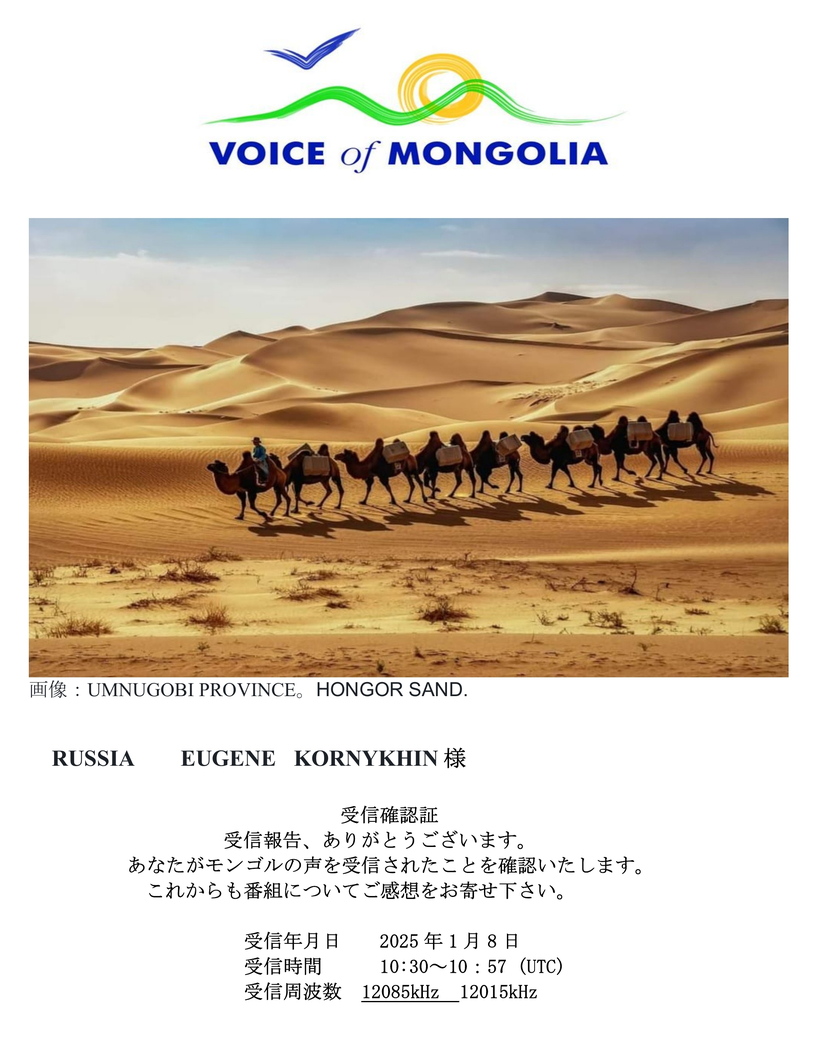 VOICE of MONGOLIA
画像：UMNUGOBI PROVINCE。HONGOR SAND.
RUSSIA EUGENE KORNYKHIN 様
受信確認証
受信報告、ありがとうございます。
あなたがモンゴルの声を受信されたことを確認いたします。
これからも番組についてご感想をお寄せ下さい。
受信年月日 2025 年 1 月 8 日
受信時間 10:30～10：57 (UTC)
受信周波数 12085kHz 12015kHz